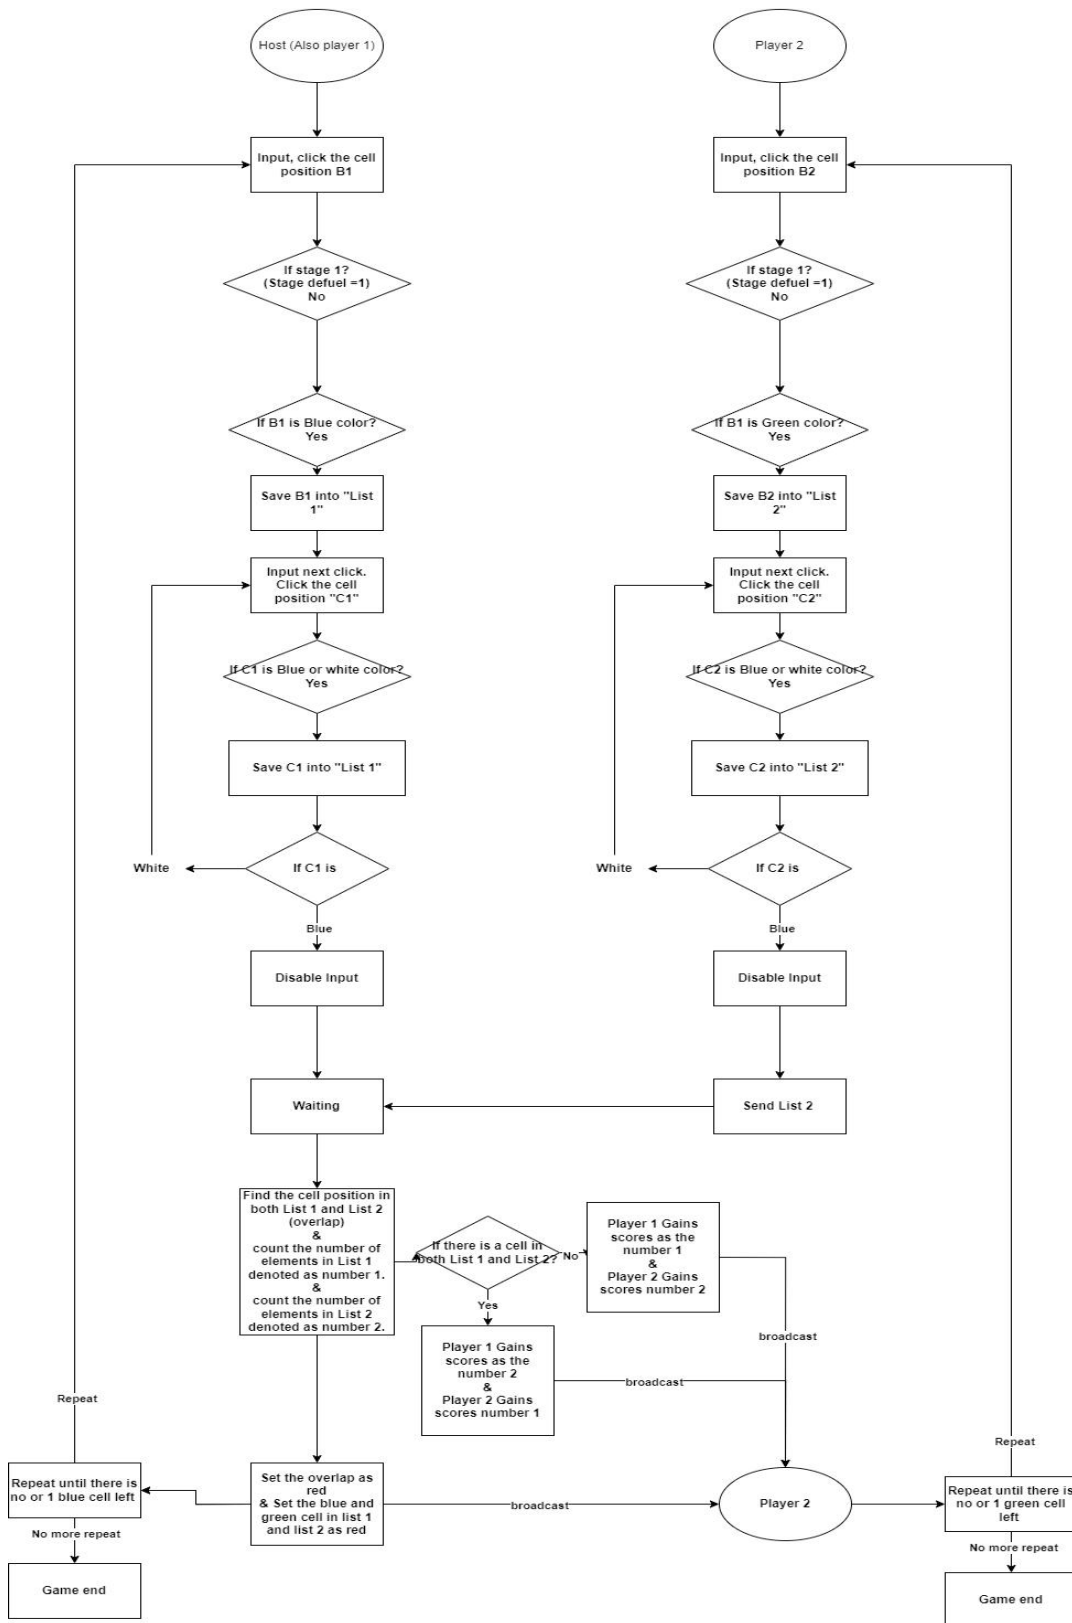 Host (Also player 1)
Player 2
Input, click the cell
position B1
Input, click the cell
position B2
If stage 1?
(Stage defuel =1)
No
If stage 1?
(Stage defuel =1)
No
If B1 is Blue color?
Yes
If B1 is Green color?
Yes
Save B1 into "List
1"
Save B2 into "List
2"
Input next click.
Click the cell
position "C1"
Input next click.
Click the cell
position "C2"
If C1 is Blue or white color?
Yes
If C2 is Blue or white color?
Yes
Save C1 into "List 1"
Save C2 into "List 2"
White
If C1 is
White
If C2 is
Blue
Blue
Disable Input
Disable Input
Waiting
Send List 2
Find the cell position in
both List 1 and List 2
(overlap)
&
count the number of
elements in List 1
denoted as number 1.
&
count the number of
elements in List 2
denoted as number 2.
If there is a cell in
both List 1 and List 2?
No
Player 1 Gains
scores as the
number 1
&
Player 2 Gains
scores number 2
Yes
Player 1 Gains
scores as the
number 2
&
Player 2 Gains
scores number 1
broadcast
broadcast
Repeat
Repeat
Repeat until there is
no or 1 blue cell left
Set the overlap as
red
& Set the blue and
green cell in list 1
and list 2 as red
broadcast
Player 2
Repeat until there is
no or 1 green cell
left
No more repeat
No more repeat
Game end
Game end